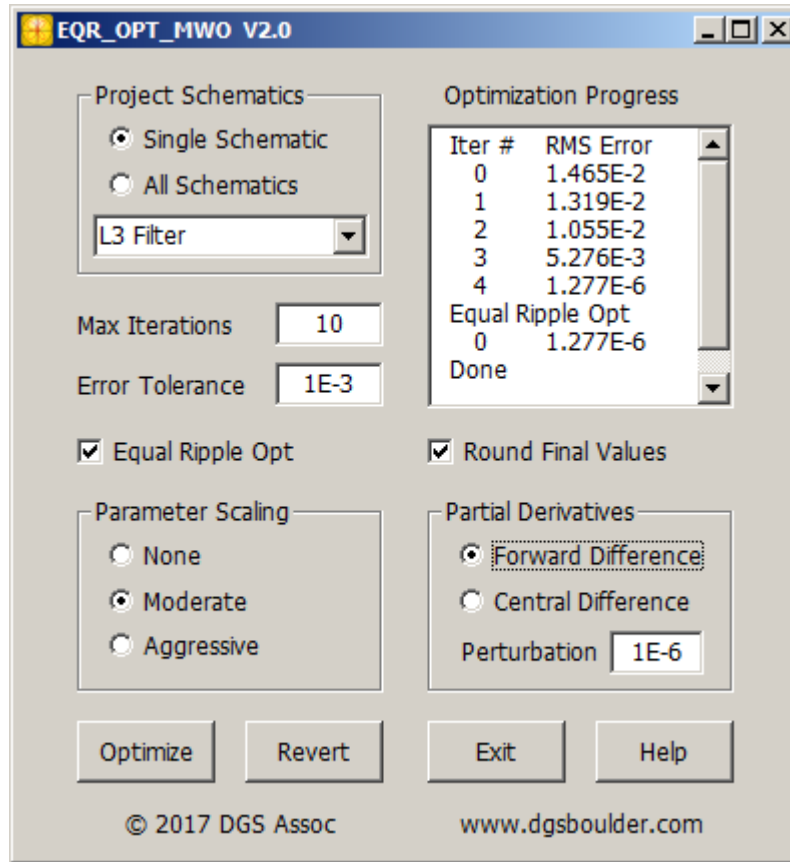 EQR_OPT_MWO V2.0
Project Schematics
Single Schematic
All Schematics
L3 Filter
Max Iterations 10
Error Tolerance 1E-3
Optimization Progress
Iter # RMS Error
0 1.465E-2
1 1.319E-2
2 1.055E-2
3 5.276E-3
4 1.277E-6
Equal Ripple Opt
0 1.277E-6
Done
Equal Ripple Opt
Round Final Values
Parameter Scaling
None
Moderate
Aggressive
Partial Derivatives
Forward Difference
Central Difference
Perturbation 1E-6
Optimize Revert Exit Help
© 2017 DGS Assoc www.dgsboulder.com